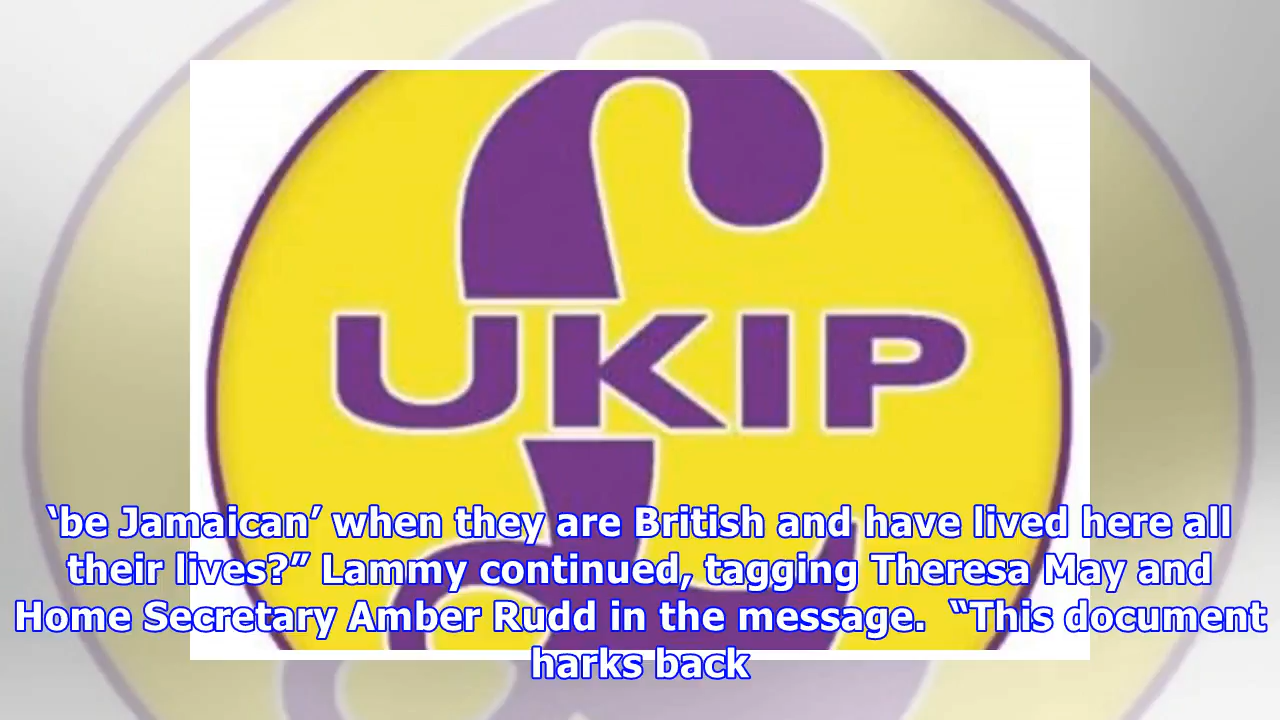 UKIP
‘be Jamaican’ when they are British and have lived here all
their lives?” Lammy continued, tagging Theresa May and
Home Secretary Amber Rudd in the message.  “This document
harks back